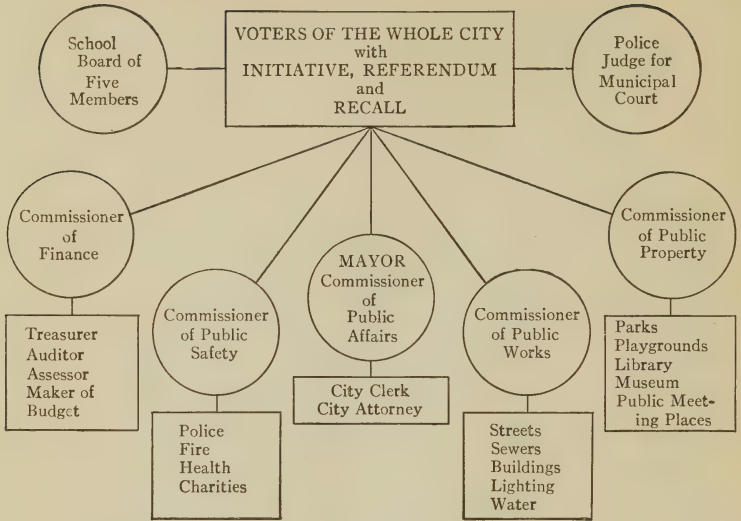 School
Board of
Five
Members
VOTERS OF THE WHOLE CITY
with
INITIATIVE, REFERENDUM
and
RECALL
Police
Judge for
Municipal
Court
Commissioner
of
Finance
Treasurer
Auditor
Assessor
Maker of
Budget
Commissioner
of Public
Safety
Police
Fire
Health
Charities
MAYOR
Commissioner
of
Public
Affairs
City Clerk
City Attorney
Commissioner
of Public
Works
Streets
Sewers
Buildings
Lighting
Water
Commissioner
of Public
Property
Parks
Playgrounds
Library
Museum
Public Meet-
ing Places